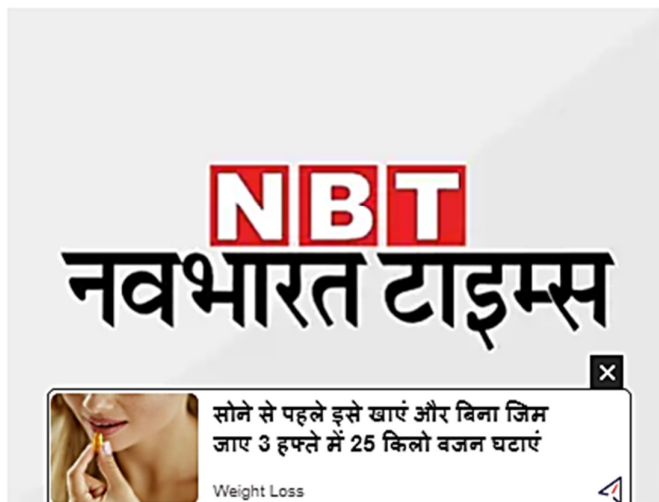 NBT
नवभारत टाइम्स
सोने से पहले इसे खाएं और बिना जिम
जाए 3 हफ्ते में 25 किलो वजन घटाएं
Weight Loss